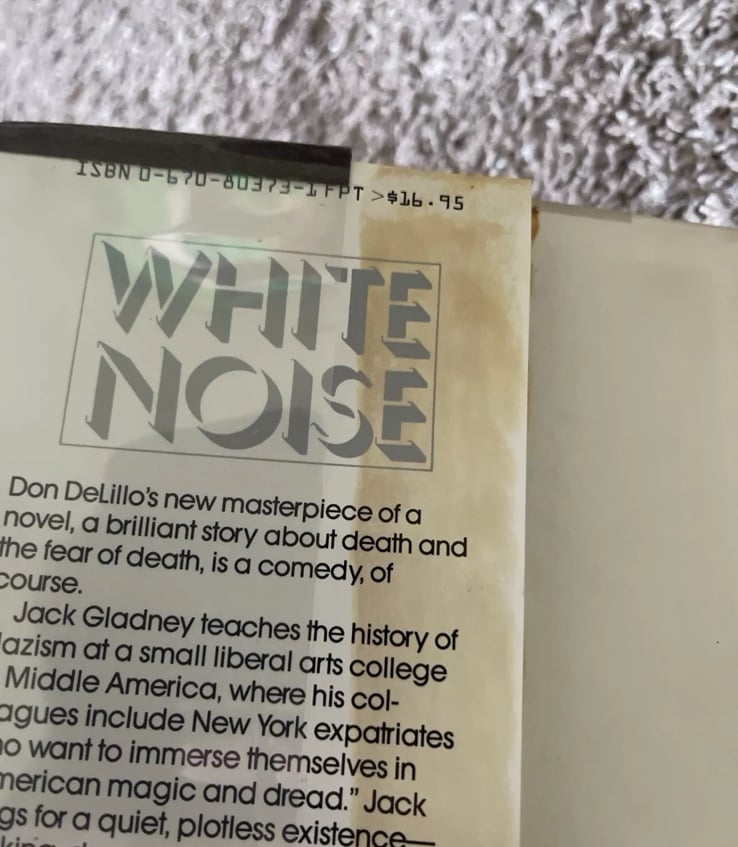 ISBN 0-670-80373-1 FPT >$16.95
WHITE
NOISE
Don DeLillo's new masterpiece of a
novel, a brilliant story about death and
the fear of death, is a comedy, of
course.
Jack Gladney teaches the history of
azism at a small liberal arts college
Middle America, where his col-
agues include New York expatriates
o want to immerse themselves in
merican magic and dread." Jack
gs for a quiet, plotless existence—